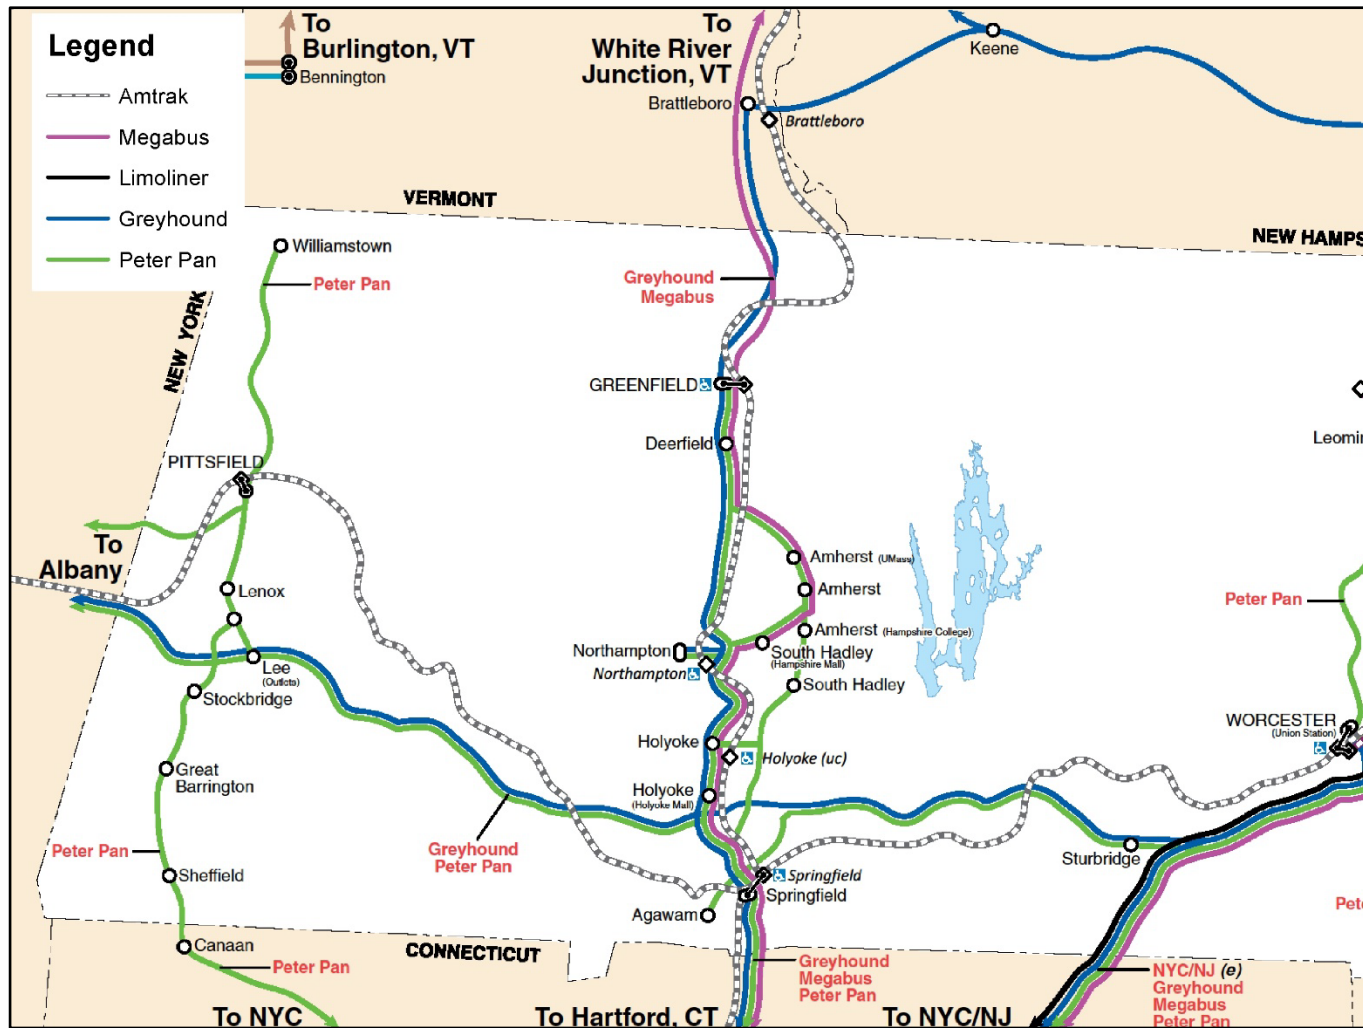 Legend
Amtrak
Megabus
Limoliner
Greyhound
Peter Pan
To
Burlington, VT
Bennington
To
White River
Junction, VT
Keene
Brattleboro
Brattleboro
VERMONT
NEW HAMPS
NEW YORK
Williamstown
Peter Pan
Greyhound
Megabus
GREENFIELD
Deerfield
Leomin
PITTSFIELD
To
Albany
Lenox
Lee
(Outlets)
Stockbridge
Great
Barrington
Peter Pan
Sheffield
Canaan
Peter Pan
Amherst (UMass)
Amherst
Amherst (Hampshire College)
South Hadley
(Hampshire Mall)
South Hadley
Northampton
Northampton
Holyoke
Holyoke (uc)
Holyoke
(Holyoke Mall)
Greyhound
Peter Pan
Springfield
Springfield
Agawam
Peter Pan
WORCESTER
(Union Station)
Sturbridge
Pete
CONNECTICUT
Greyhound
Megabus
Peter Pan
NYC/NJ (e)
Greyhound
Megabus
Peter Pan
To NYC
To Hartford, CT
To NYC/NJ